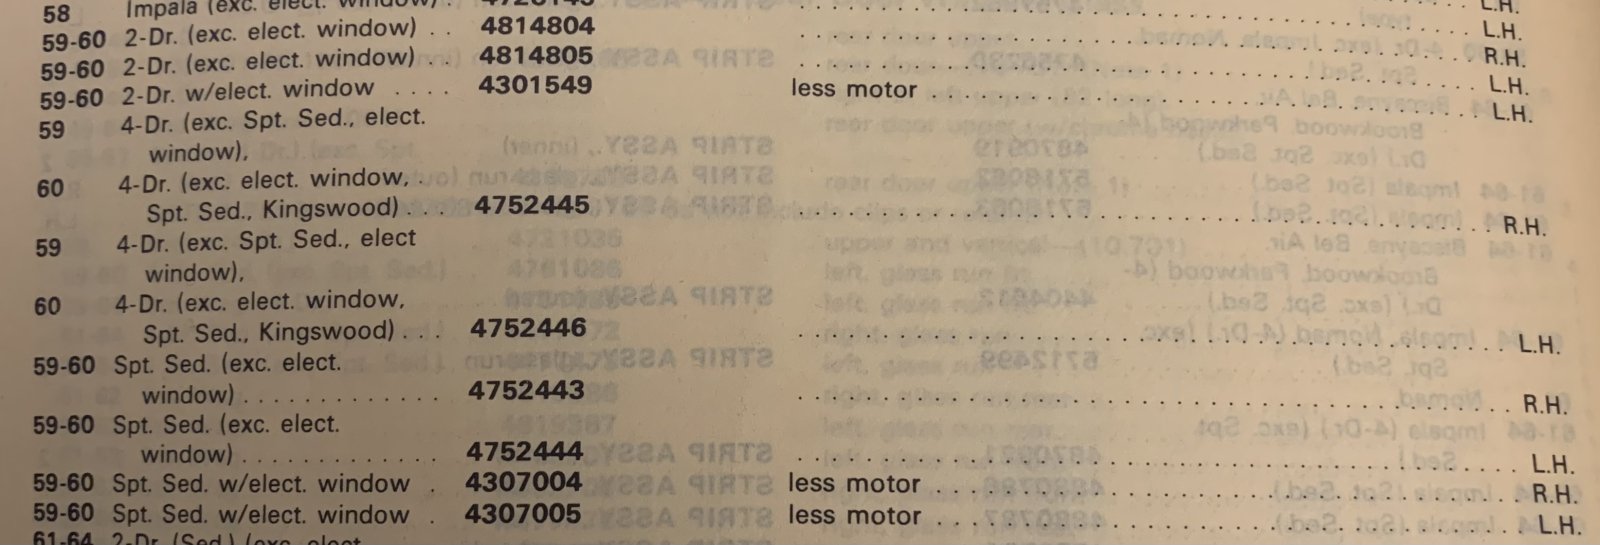 L.H.
58 Impala (exc. elect. window) . . . . . L.H.
59-60 2-Dr. (exc. elect. window) . . 4814804 . . . . . R.H.
59-60 2-Dr. (exc. elect. window) . . 4814805 . . . . . L.H.
59-60 2-Dr. w/elect. window . . . . 4301549 less motor . . . . . L.H.
59 4-Dr. (exc. Spt. Sed., elect.
window),
60 4-Dr. (exc. elect. window, .
Spt. Sed., Kingswood) . . 4752445 . . . . . R.H.
59 4-Dr. (exc. Spt. Sed., elect
window),
60 4-Dr. (exc. elect. window,
Spt. Sed., Kingswood) . . . 4752446 . . . . . L.H.
59-60 Spt. Sed. (exc. elect.
window) . . . . . . . . . . . . . 4752443 . . . . . R.H.
59-60 Spt. Sed. (exc. elect.
window) . . . . . . . . . . . . . 4752444 . . . . . L.H.
59-60 Spt. Sed. w/elect. window . 4307004 less motor . . . . . R.H.
59-60 Spt. Sed. w/elect. window . 4307005 less motor . . . . . L.H.
61-64 2-Dr. (Sed.) (exc. elect.